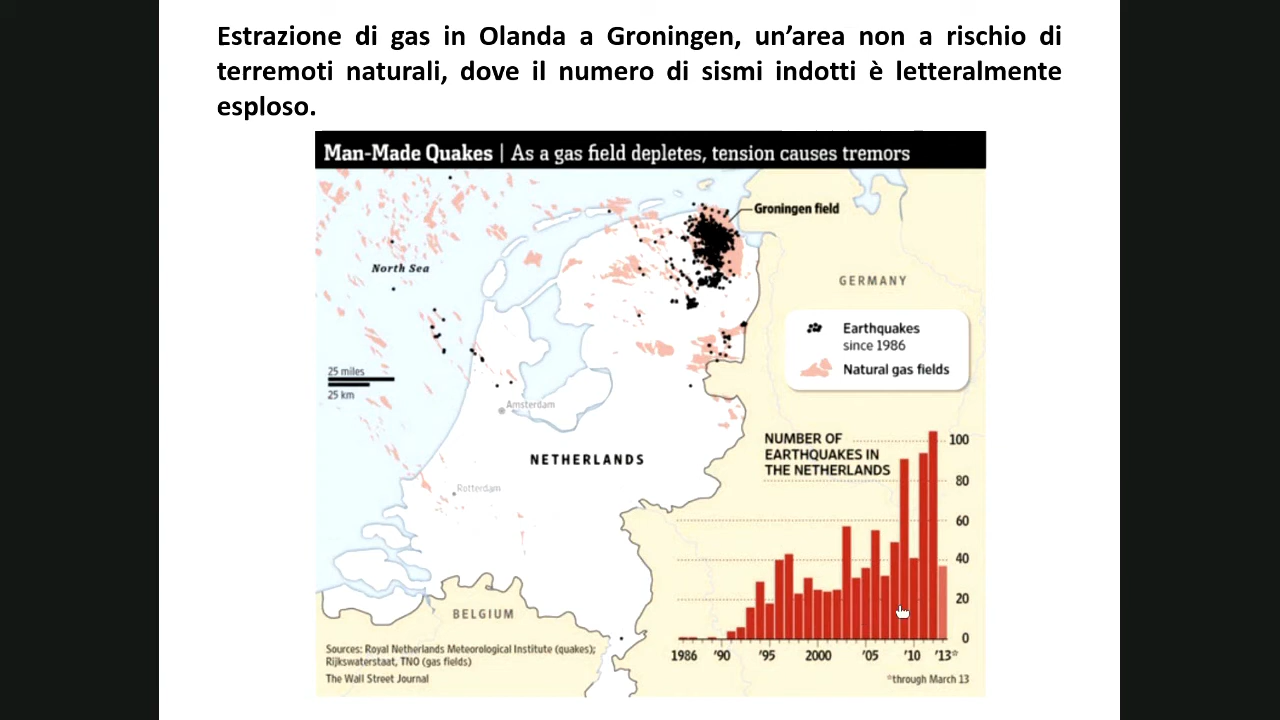 Estrazione di gas in Olanda a Groningen, un’area non a rischio di
terremoti naturali, dove il numero di sismi indotti è letteralmente
esploso.
Man-Made Quakes | As a gas field depletes, tension causes tremors
Groningen field
North Sea
GERMANY
Earthquakes
since 1986
Natural gas fields
25 miles
25 km
Amsterdam
NETHERLANDS
Rotterdam
BELGIUM
NUMBER OF
EARTHQUAKES IN
THE NETHERLANDS
100
80
60
40
20
0
1986 ’90 ’95 2000 ’05 ’10 ’13*
*through March 13
Sources: Royal Netherlands Meteorological Institute (quakes);
Rijkswaterstaat, TNO (gas fields)
The Wall Street Journal